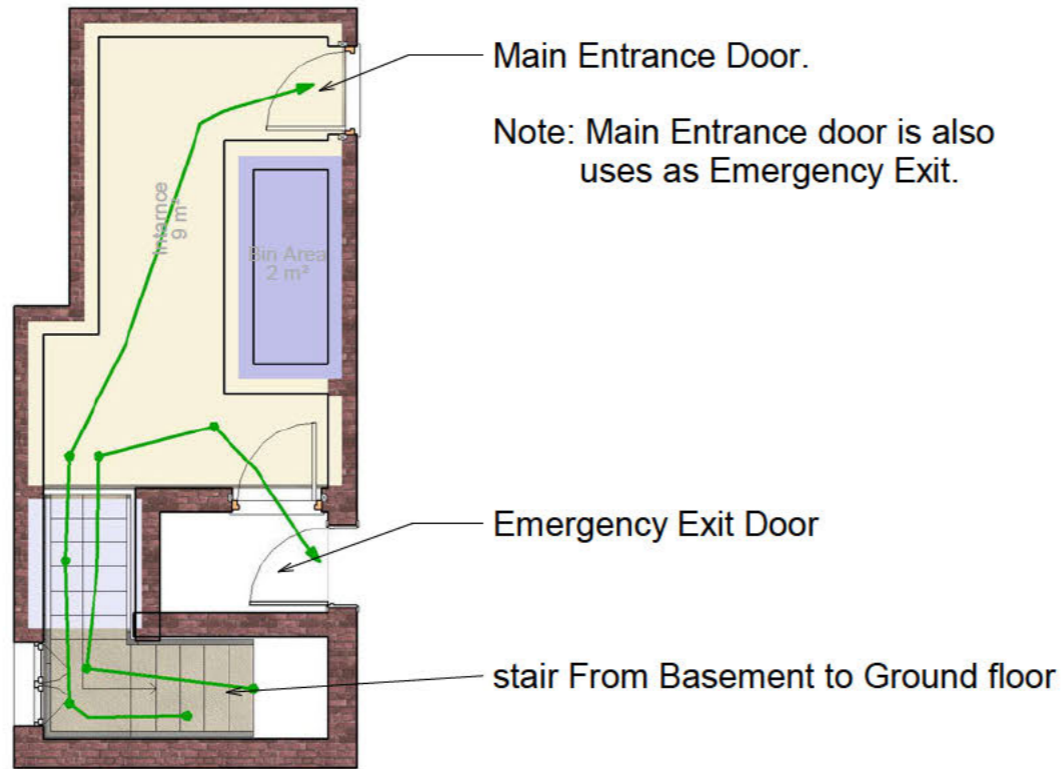 Main Entrance Door.
Note: Main Entrance door is also
uses as Emergency Exit.
Intarnce
9 m²
Bin Area
2 m²
Emergency Exit Door
stair From Basement to Ground floor